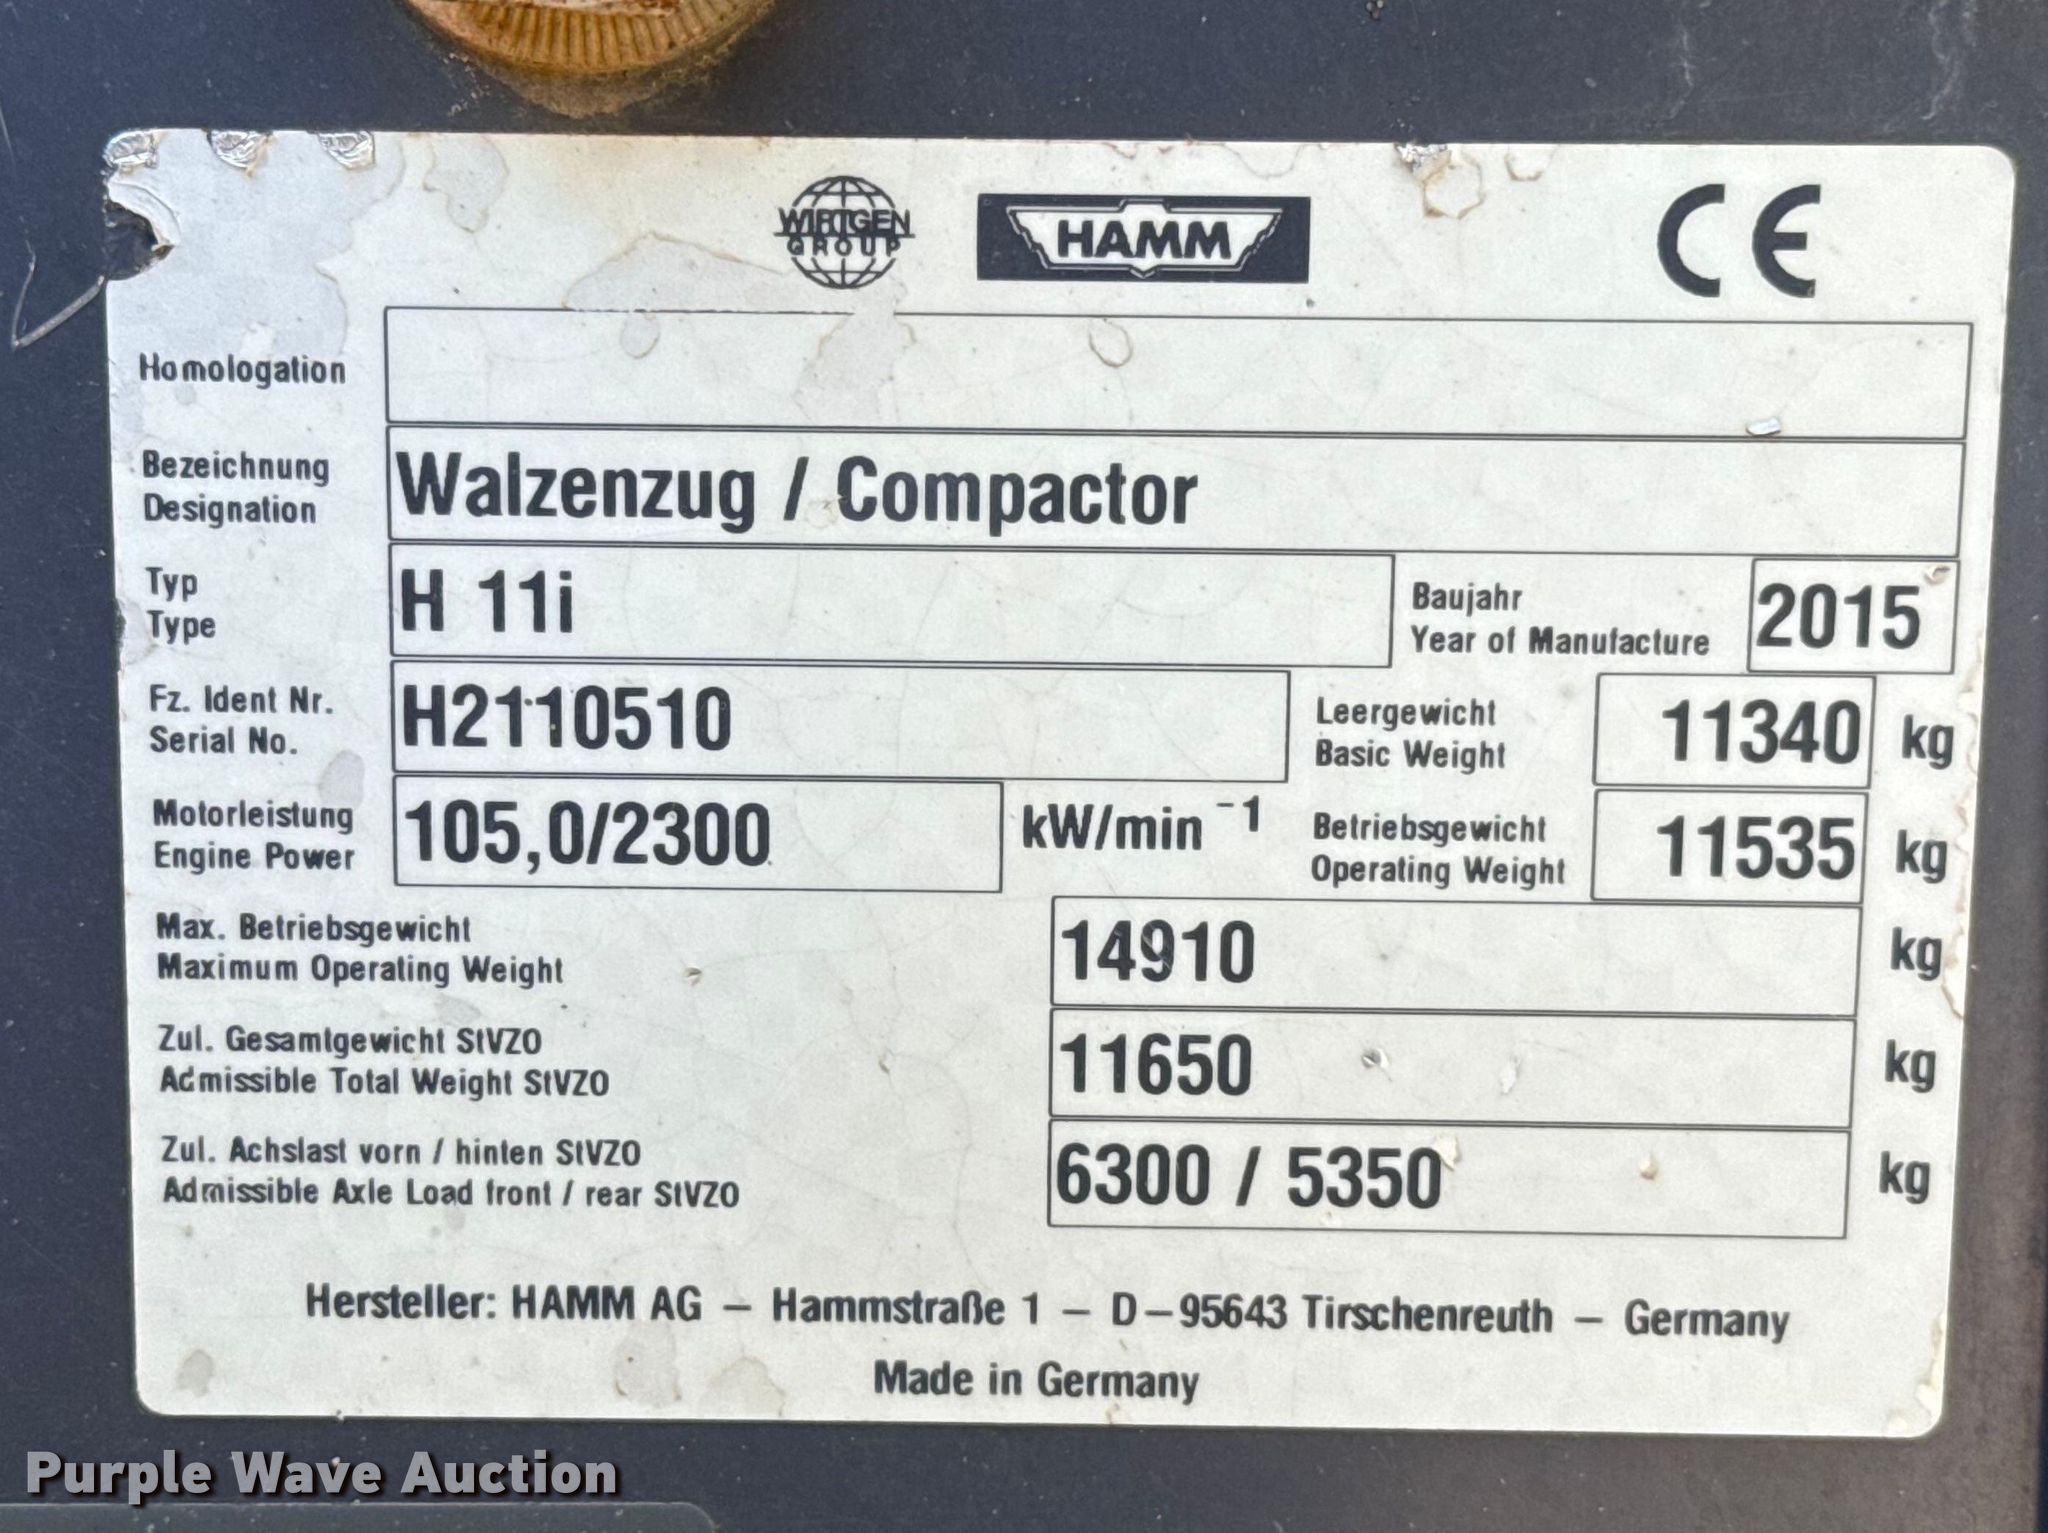 WIRTGEN
GROUP
HAMM
CE
Homologation
Bezeichnung
Designation
Walzenzug / Compactor
Typ
Type
H 11i
Baujahr
Year of Manufacture
2015
Fz. Ident Nr.
Serial No.
H2110510
Leergewicht
Basic Weight
11340 kg
Motorleistung
Engine Power
105,0/2300 kW/min⁻¹
Betriebsgewicht
Operating Weight
11535 kg
Max. Betriebsgewicht
Maximum Operating Weight
14910 kg
Zul. Gesamtgewicht StVZO
Admissible Total Weight StVZO
11650 kg
Zul. Achslast vorn / hinten StVZO
Admissible Axle Load front / rear StVZO
6300 / 5350 kg
Hersteller: HAMM AG – Hammstraße 1 – D–95643 Tirschenreuth – Germany
Made in Germany
Purple Wave Auction